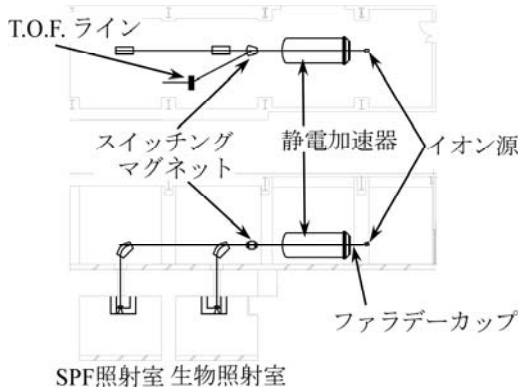 T.O.F. ライン
スイッチング
マグネット
静電加速器
イオン源
ファラデーカップ
SPF照射室 生物照射室